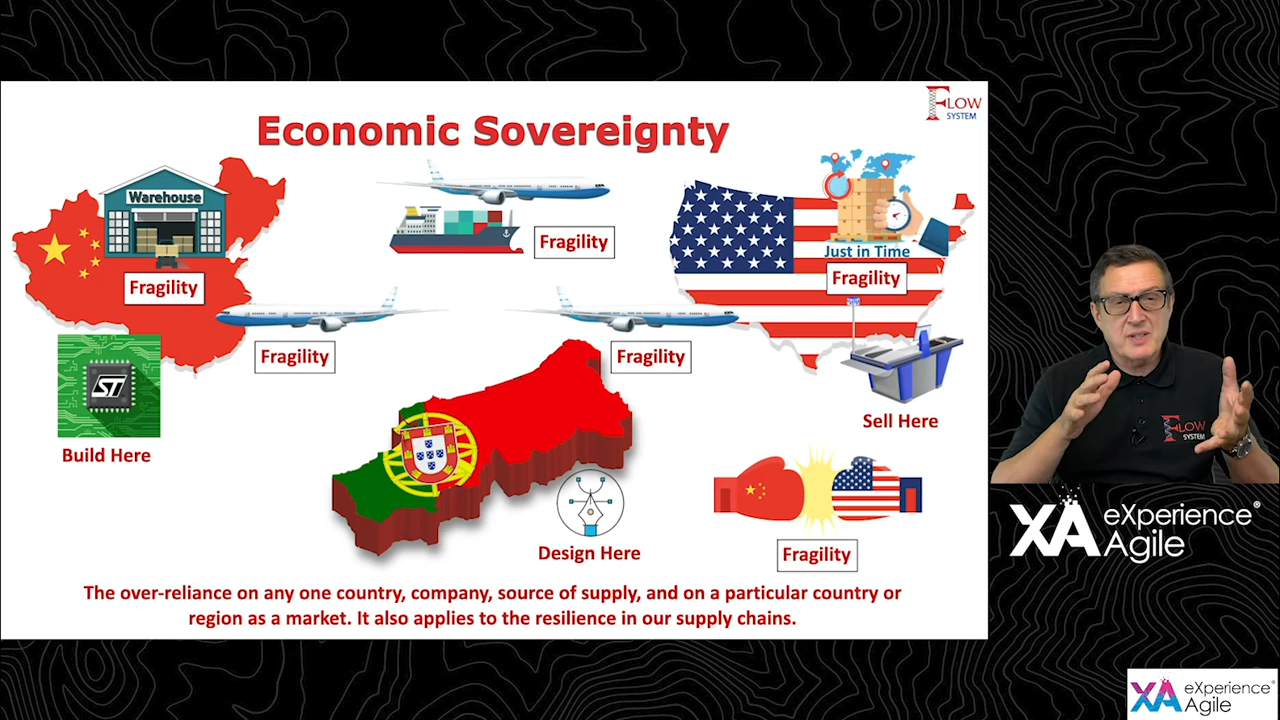 Economic Sovereignty
FLOW
SYSTEM
Warehouse
Fragility
Fragility
Just in Time
Fragility
Fragility
Fragility
ST
Build Here
Sell Here
Design Here
Fragility
The over-reliance on any one country, company, source of supply, and on a particular country or
region as a market. It also applies to the resilience in our supply chains.
FLOW
SYSTEM
XA eXperience®
Agile
XA eXperience®
Agile